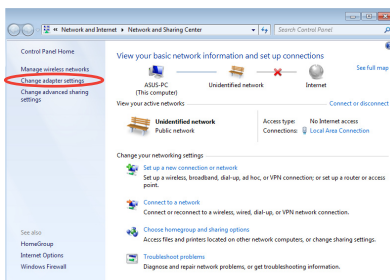 « Network and Internet ▸ Network and Sharing Center
Search Control Panel
Control Panel Home
Manage wireless networks
Change adapter settings
Change advanced sharing
settings
View your basic network information and set up connections
See full map
ASUS-PC
(This computer)
Unidentified network
Internet
View your active networks
Connect or disconnect
Unidentified network
Public network
Access type: No Internet access
Connections: Local Area Connection
Change your networking settings
Set up a new connection or network
Set up a wireless, broadband, dial-up, ad hoc, or VPN connection; or set up a router or access
point.
Connect to a network
Connect or reconnect to a wireless, wired, dial-up, or VPN network connection.
Choose homegroup and sharing options
Access files and printers located on other network computers, or change sharing settings.
Troubleshoot problems
Diagnose and repair network problems, or get troubleshooting information.
See also
HomeGroup
Internet Options
Windows Firewall